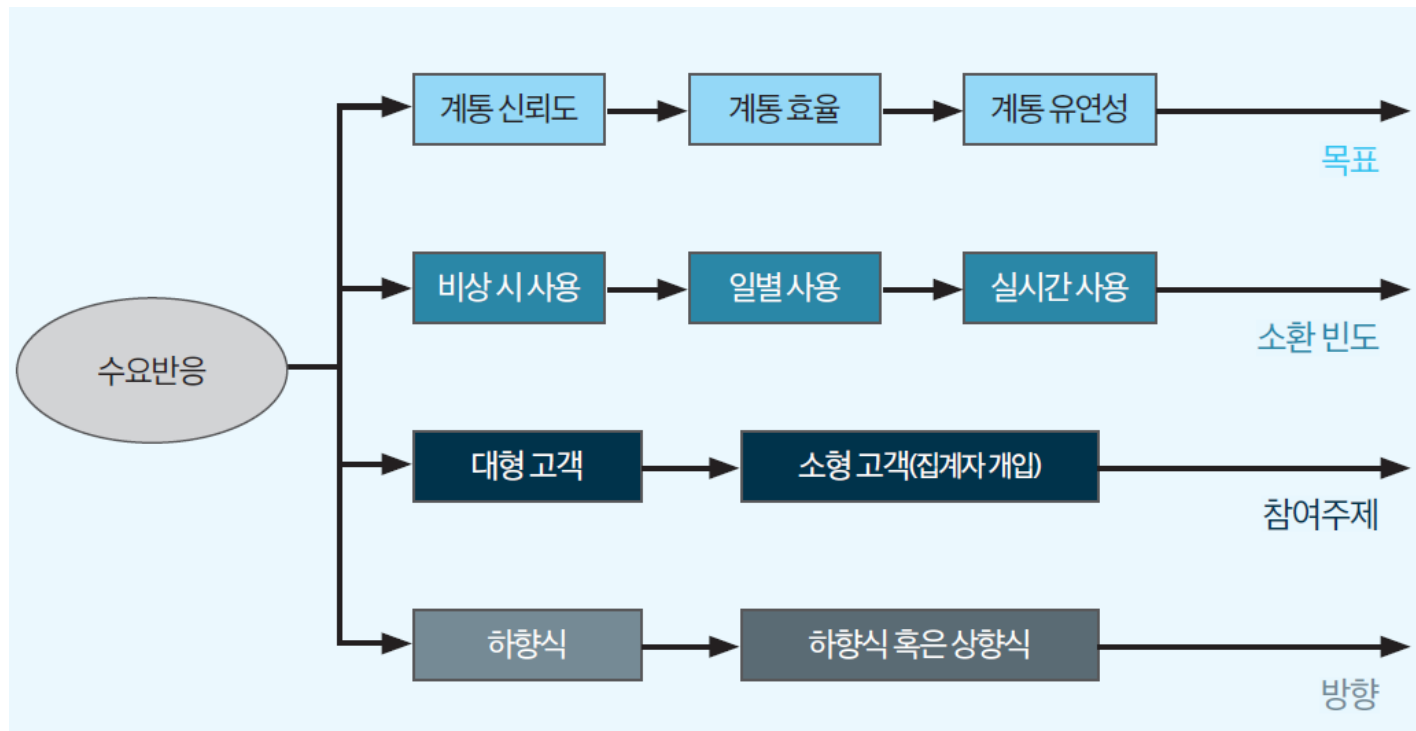 계통 신뢰도 계통 효율 계통 유연성
목표
비상 시 사용 일별 사용 실시간 사용
소환 빈도
수요반응
대형 고객 소형 고객(집계자 개입)
참여주제
하향식 하향식 혹은 상향식
방향